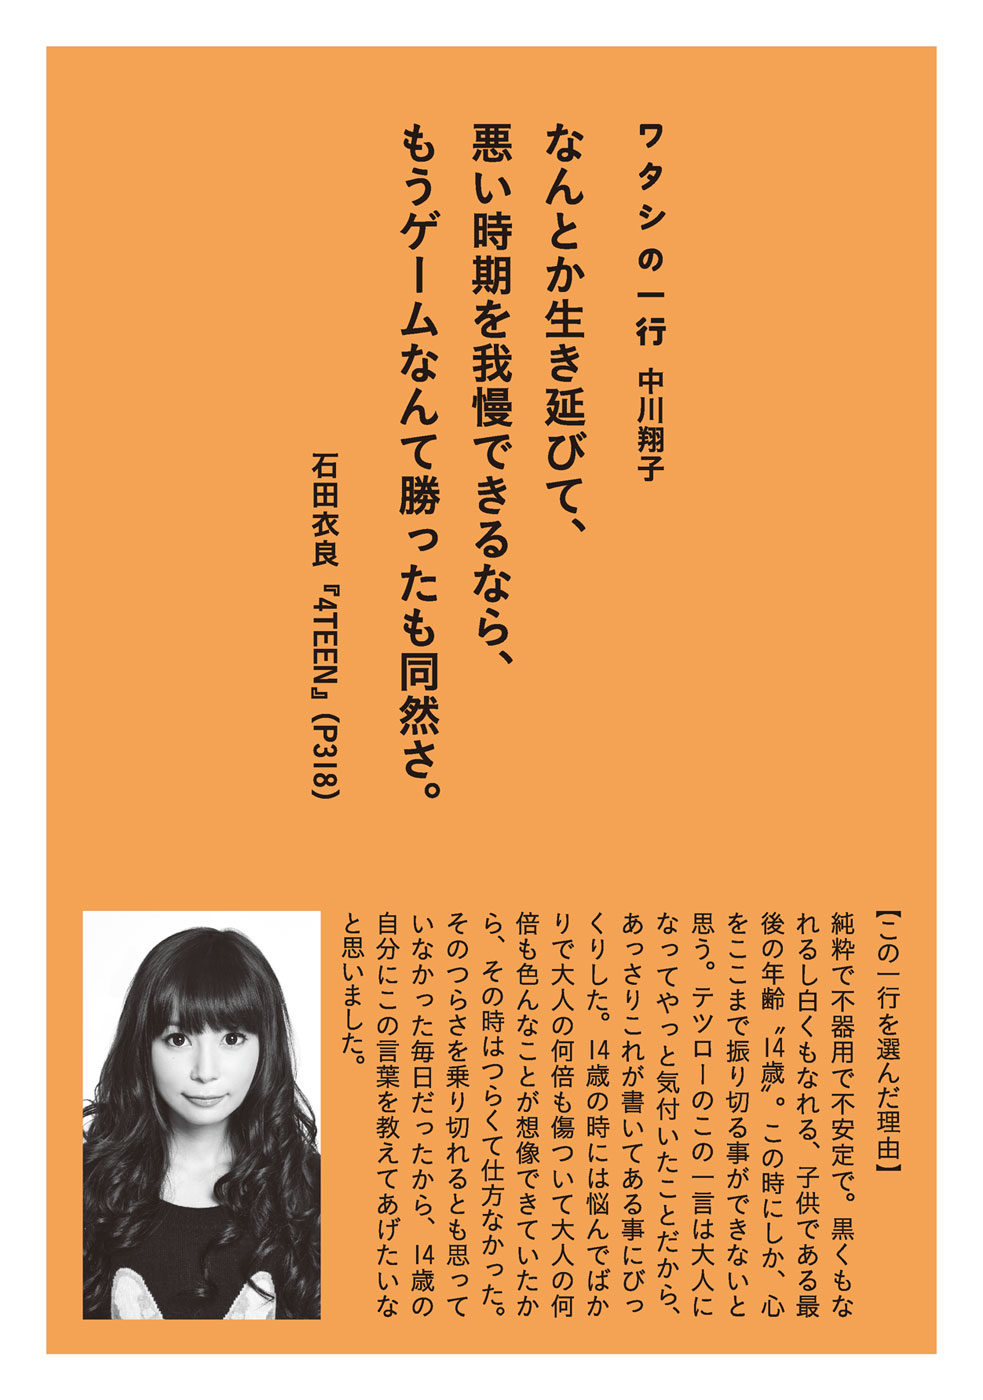 ワタシの一行 中川翔子
なんとか生き延びて、
悪い時期を我慢できるなら、
もうゲームなんて勝ったも同然さ。
石田衣良『4TEEN』(P318)
【この一行を選んだ理由】
純粋で不器用で不安定で。黒くもな
れるし白くもなれる、子供である最
後の年齢〝14歳〟。この時にしか、心
をここまで振り切る事ができないと
思う。テツローのこの一言は大人に
なってやっと気付いたことだから、
あっさりこれが書いてある事にびっ
くりした。14歳の時には悩んでばか
りで大人の何倍も傷ついて大人の何
倍も色んなことが想像できていたか
ら、その時はつらくて仕方なかった。
そのつらさを乗り切れるとも思って
いなかった毎日だったから、14歳の
自分にこの言葉を教えてあげたいな
と思いました。